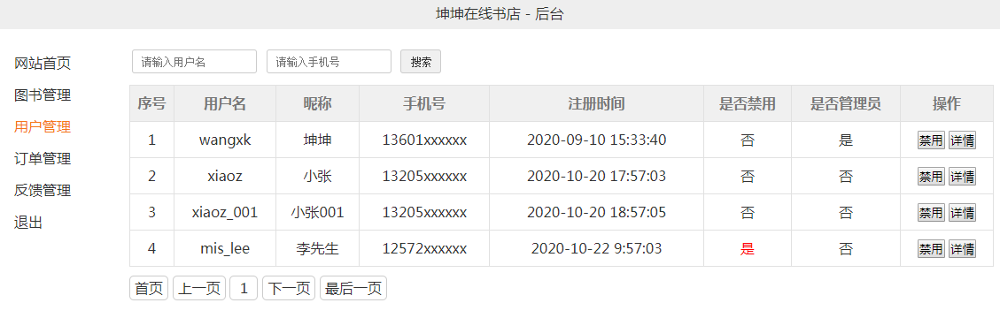 坤坤在线书店 - 后台
网站首页
图书管理
用户管理
订单管理
反馈管理
退出
请输入用户名 请输入手机号 搜索
序号 用户名 昵称 手机号 注册时间 是否禁用 是否管理员 操作
1 wangxk 坤坤 13601xxxxxx 2020-09-10 15:33:40 否 是 禁用 详情
2 xiaoz 小张 13205xxxxxx 2020-10-20 17:57:03 否 否 禁用 详情
3 xiaoz_001 小张001 13205xxxxxx 2020-10-20 18:57:05 否 否 禁用 详情
4 mis_lee 李先生 12572xxxxxx 2020-10-22 9:57:03 是 否 禁用 详情
首页 上一页 1 下一页 最后一页